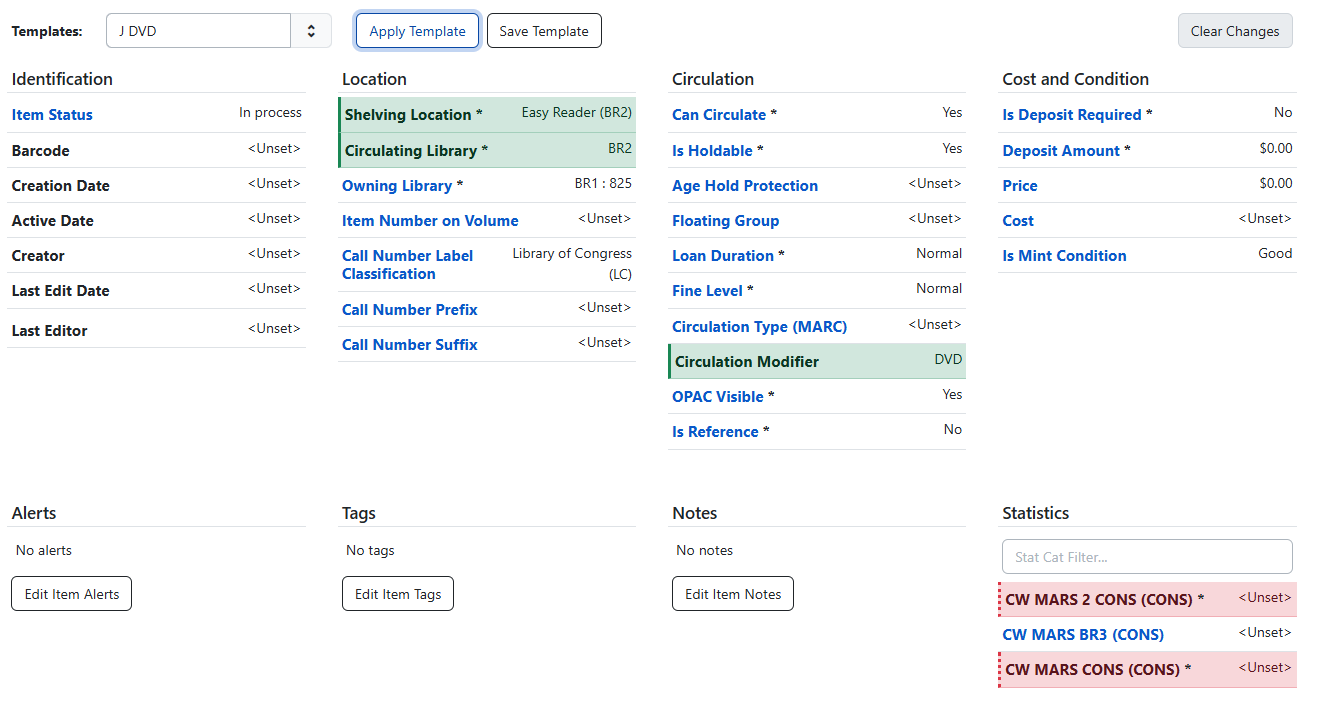 Templates: J DVD Apply Template Save Template Clear Changes
Identification
Item Status In process
Barcode <Unset>
Creation Date <Unset>
Active Date <Unset>
Creator <Unset>
Last Edit Date <Unset>
Last Editor <Unset>
Location
Shelving Location * Easy Reader (BR2)
Circulating Library * BR2
Owning Library * BR1 : 825
Item Number on Volume <Unset>
Call Number Label Library of Congress
Classification (LC)
Call Number Prefix <Unset>
Call Number Suffix <Unset>
Circulation
Can Circulate * Yes
Is Holdable * Yes
Age Hold Protection <Unset>
Floating Group <Unset>
Loan Duration * Normal
Fine Level * Normal
Circulation Type (MARC) <Unset>
Circulation Modifier DVD
OPAC Visible * Yes
Is Reference * No
Cost and Condition
Is Deposit Required * No
Deposit Amount * $0.00
Price $0.00
Cost <Unset>
Is Mint Condition Good
Alerts
No alerts
Edit Item Alerts
Tags
No tags
Edit Item Tags
Notes
No notes
Edit Item Notes
Statistics
Stat Cat Filter...
CW MARS 2 CONS (CONS) * <Unset>
CW MARS BR3 (CONS) <Unset>
CW MARS CONS (CONS) * <Unset>